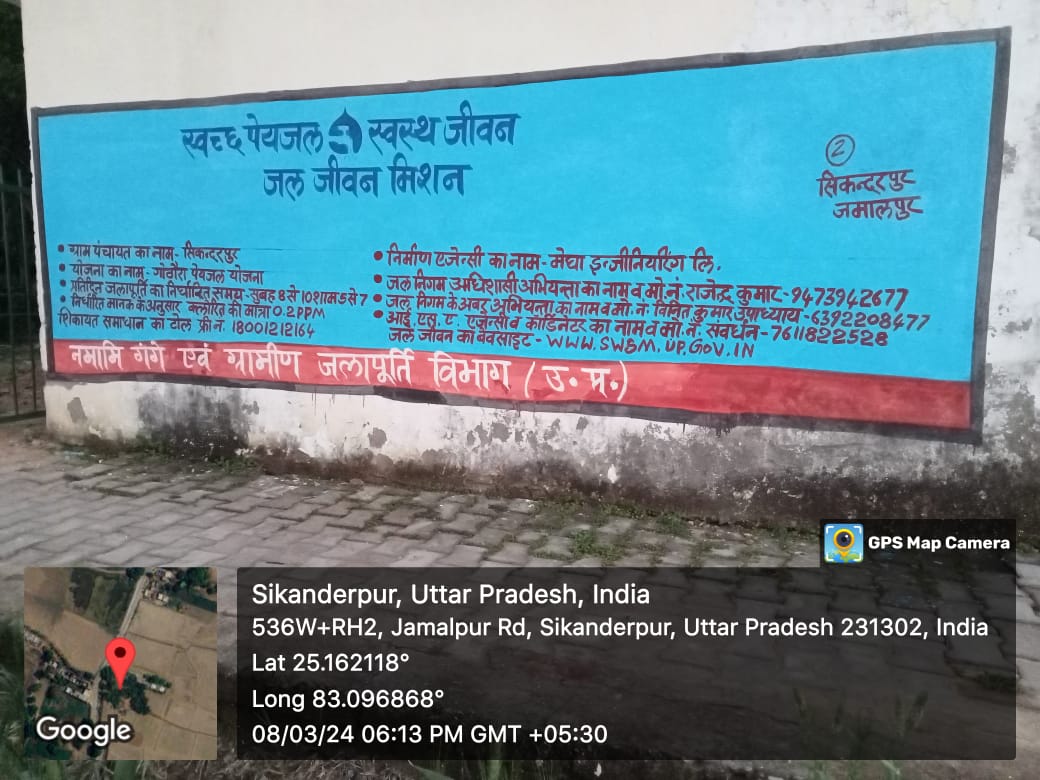 स्वच्छ पेयजल स्वस्थ जीवन
जल जीवन मिशन
②
सिकन्दरपुर
जमालपुर
• ग्राम पंचायत का नाम- सिकन्दरपुर
• योजना का नाम- गोथौरा पेयजल योजना
• प्रतिदिन जलापूर्ति का निर्धारित समय- सुबह 8 से 10 शाम 5 से 7
• निर्धारित मानक के अनुसार क्लोरिन की मात्रा 0.2 PPM
शिकायत समाधान का टोल फ्री नं. 18001212164
• निर्माण एजेन्सी का नाम- मेघा इन्जीनियरिंग लि.
• जल निगम अधिशासी अभियन्ता का नाम व मो.नं. राजेन्द्र कुमार- 9473942677
• जल निगम के अवर अभियन्ता का नाम व मो.नं. विनित कुमार उपाध्याय- 6392208477
• आई. एस. ए. एजेन्सी व कोर्डिनेटर का नाम व मो.नं. संवर्धन- 7611822528
जल जीवन का बेवसाइट- WWW.SWSM.UP.GOV.IN
नमामि गंगे एवं ग्रामीण जलापूर्ति विभाग (उ. प्र.)
GPS Map Camera
Sikanderpur, Uttar Pradesh, India
536W+RH2, Jamalpur Rd, Sikanderpur, Uttar Pradesh 231302, India
Lat 25.162118°
Long 83.096868°
08/03/24 06:13 PM GMT +05:30
Google